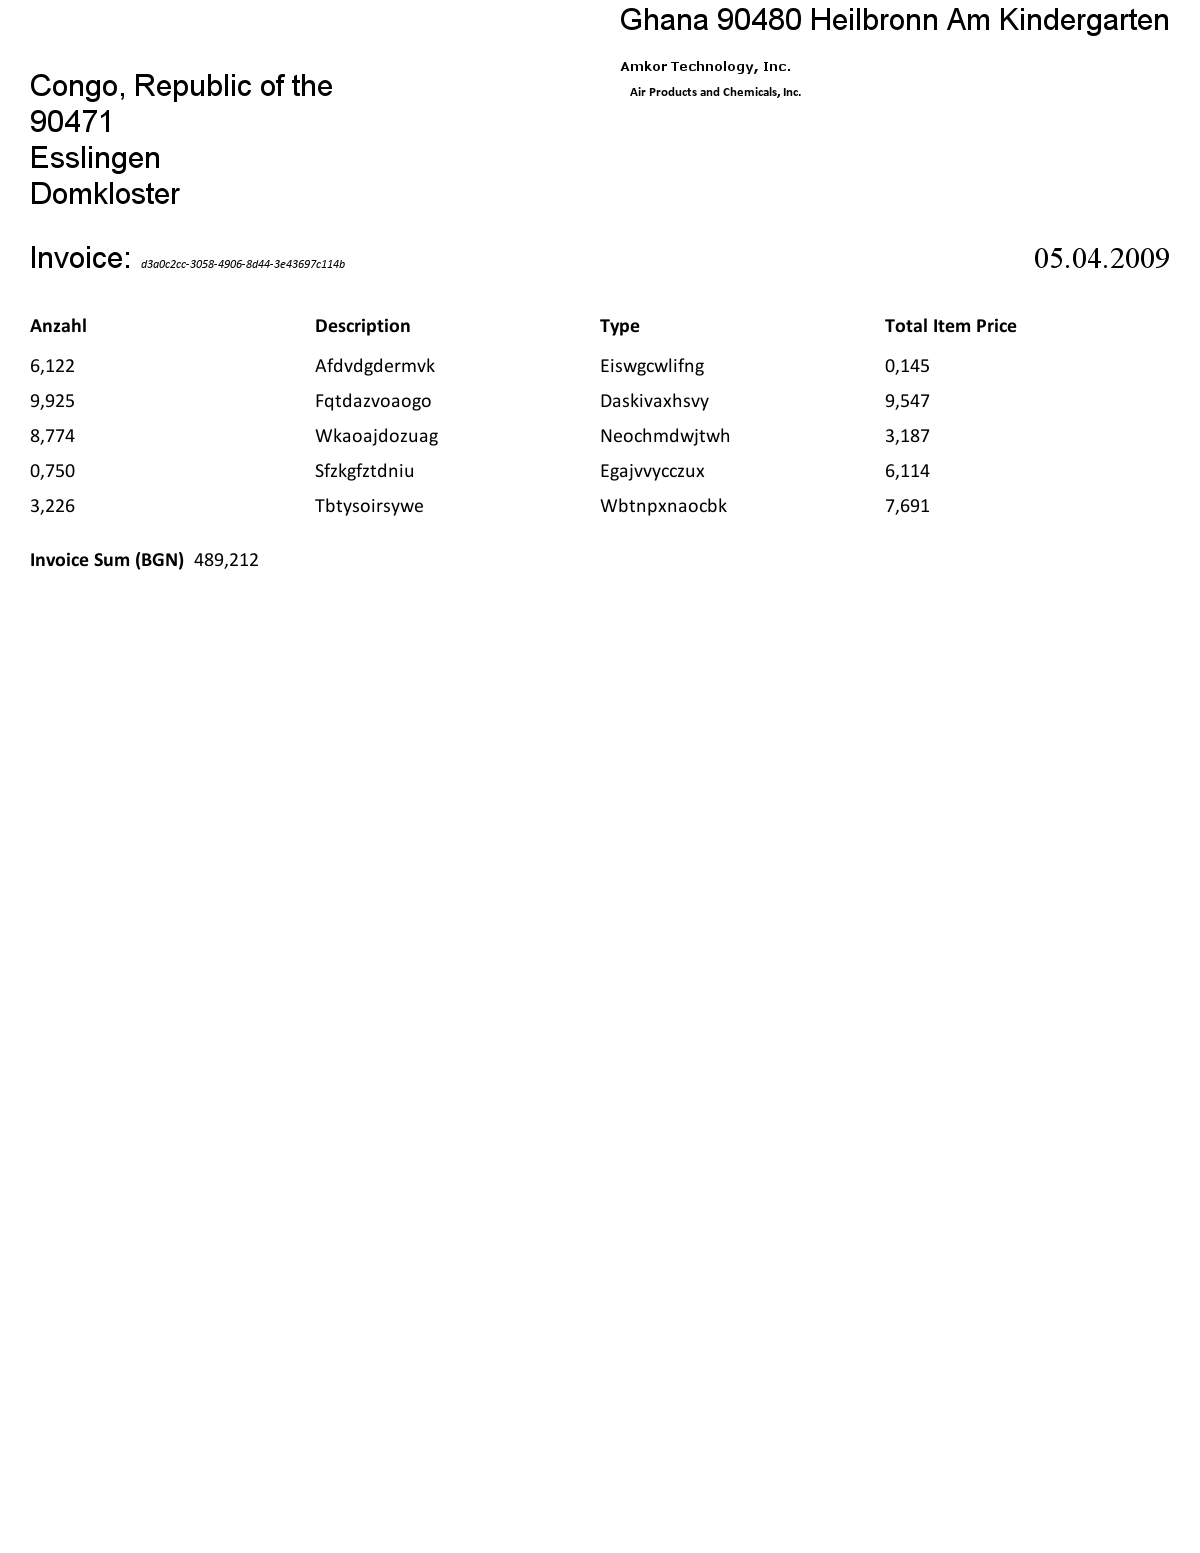 Ghana 90480 Heilbronn Am Kindergarten
Amkor Technology, Inc.
Air Products and Chemicals, Inc.
Congo, Republic of the
90471
Esslingen
Domkloster
Invoice: d3a0c2cc-3058-4906-8d44-3e43697c114b 05.04.2009
Anzahl Description Type Total Item Price
6,122 Afdvdgdermvk Eiswgcwlifng 0,145
9,925 Fqtdazvoaogo Daskivaxhsvy 9,547
8,774 Wkaoajdozuag Neochmdwjtwh 3,187
0,750 Sfzkgfztdniu Egajvvycczux 6,114
3,226 Tbtysoirsywe Wbtnpxnaocbk 7,691
Invoice Sum (BGN) 489,212